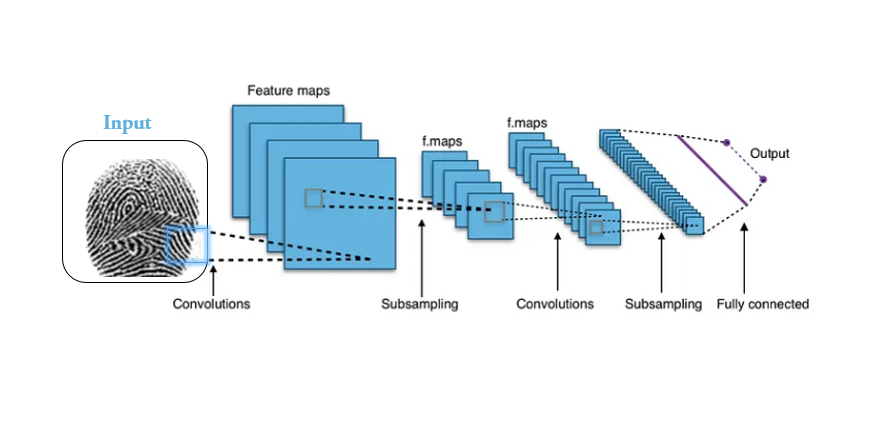 Input
Feature maps
f.maps
f.maps
Output
Convolutions
Subsampling
Convolutions
Subsampling
Fully connected